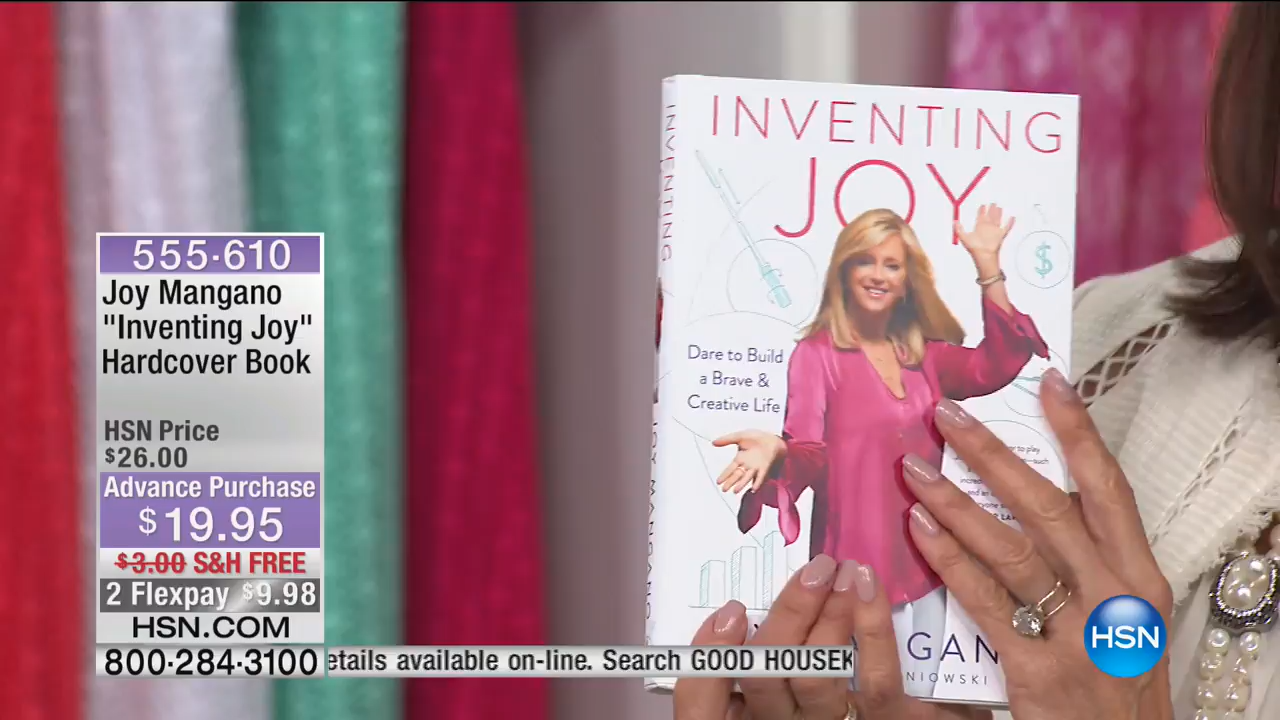 555-610
Joy Mangano
"Inventing Joy"
Hardcover Book
HSN Price
$26.00
Advance Purchase
$19.95
$3.00 S&H FREE
2 Flexpay $9.98
HSN.COM
800-284-3100
etails available on-line. Search GOOD HOUSEK
INVENTING
JOY
$
Dare to Build
a Brave &
Creative Life
GAN
NIOWSKI
INVENTING
JOY MANGANO
HSN